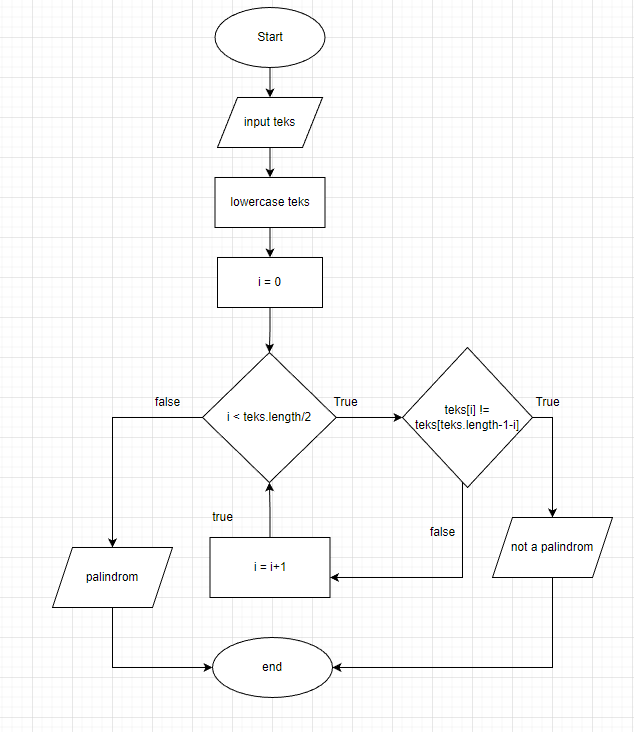 Start
input teks
lowercase teks
i = 0
false
i < teks.length/2
True
teks[i] !=
teks[teks.length-1-i]
True
true
false
i = i+1
not a palindrom
palindrom
end